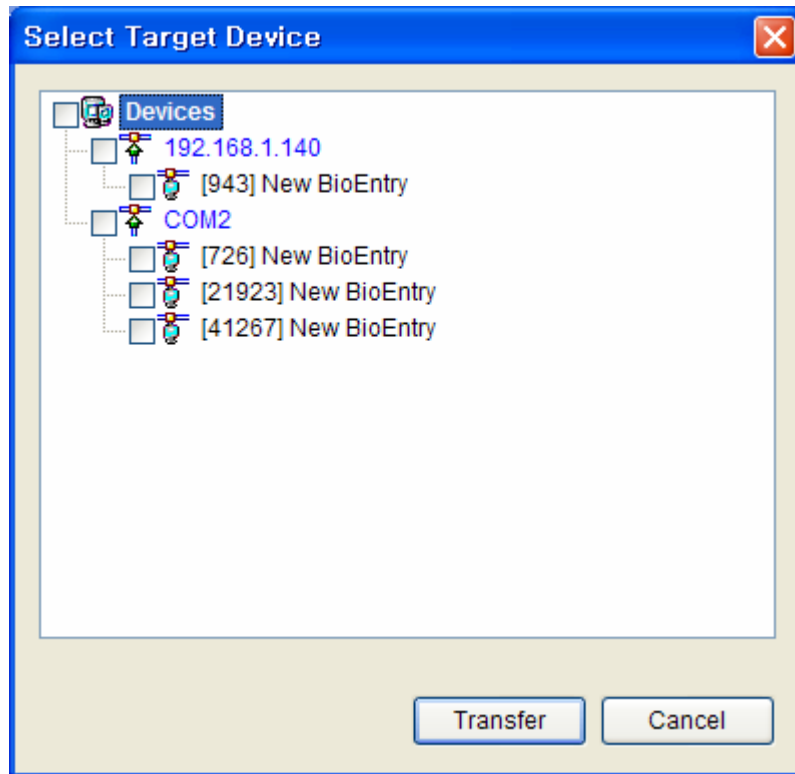 Select Target Device
Devices
192.168.1.140
[943] New BioEntry
COM2
[726] New BioEntry
[21923] New BioEntry
[41267] New BioEntry
Transfer Cancel